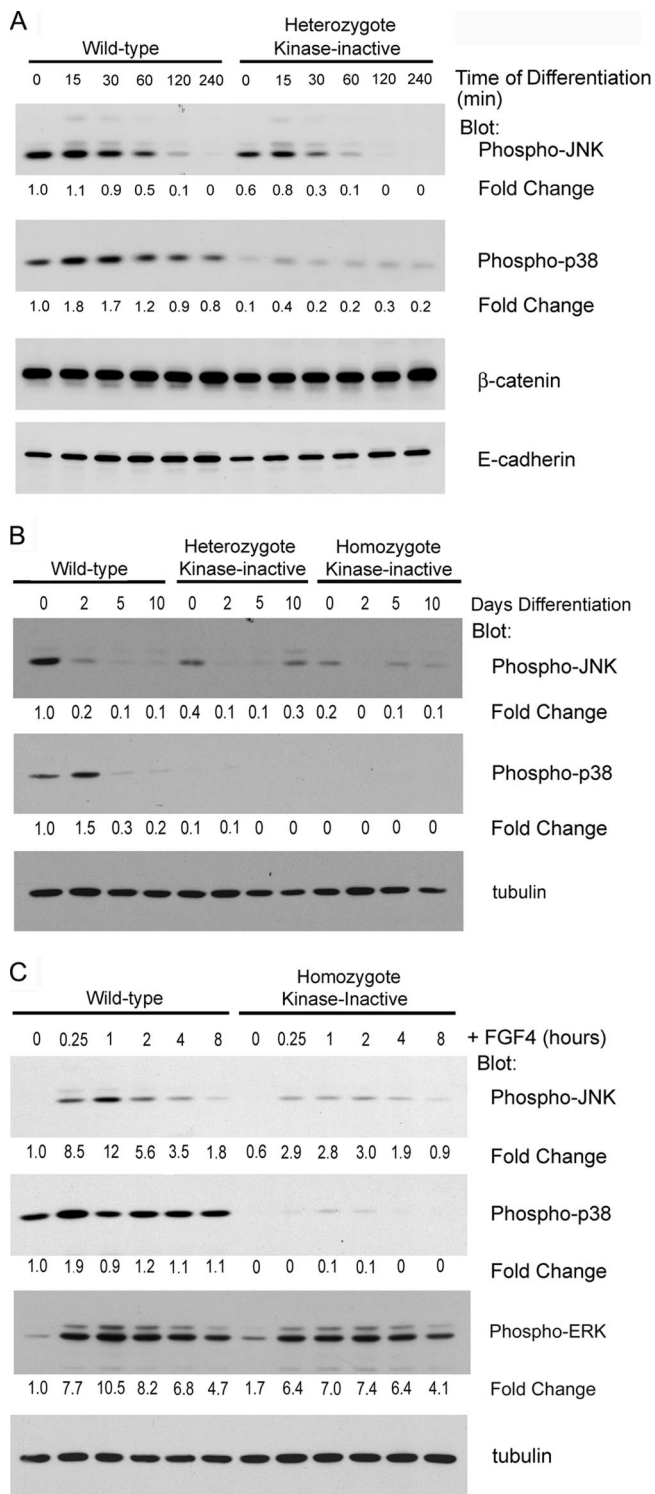 A
Wild-type
Heterozygote
Kinase-inactive
0 15 30 60 120 240 0 15 30 60 120 240
Time of Differentiation
(min)
Blot:
Phospho-JNK
1.0 1.1 0.9 0.5 0.1 0 0.6 0.8 0.3 0.1 0 0
Fold Change
Phospho-p38
1.0 1.8 1.7 1.2 0.9 0.8 0.1 0.4 0.2 0.2 0.3 0.2
Fold Change
β-catenin
E-cadherin
B
Wild-type
Heterozygote
Kinase-inactive
Homozygote
Kinase-inactive
0 2 5 10 0 2 5 10 0 2 5 10
Days Differentiation
Blot:
Phospho-JNK
1.0 0.2 0.1 0.1 0.4 0.1 0.1 0.3 0.2 0 0.1 0.1
Fold Change
Phospho-p38
1.0 1.5 0.3 0.2 0.1 0.1 0 0 0 0 0 0
Fold Change
tubulin
C
Wild-type
Homozygote
Kinase-Inactive
0 0.25 1 2 4 8 0 0.25 1 2 4 8
+ FGF4 (hours)
Blot:
Phospho-JNK
1.0 8.5 12 5.6 3.5 1.8 0.6 2.9 2.8 3.0 1.9 0.9
Fold Change
Phospho-p38
1.0 1.9 0.9 1.2 1.1 1.1 0 0 0.1 0.1 0 0
Fold Change
Phospho-ERK
1.0 7.7 10.5 8.2 6.8 4.7 1.7 6.4 7.0 7.4 6.4 4.1
Fold Change
tubulin